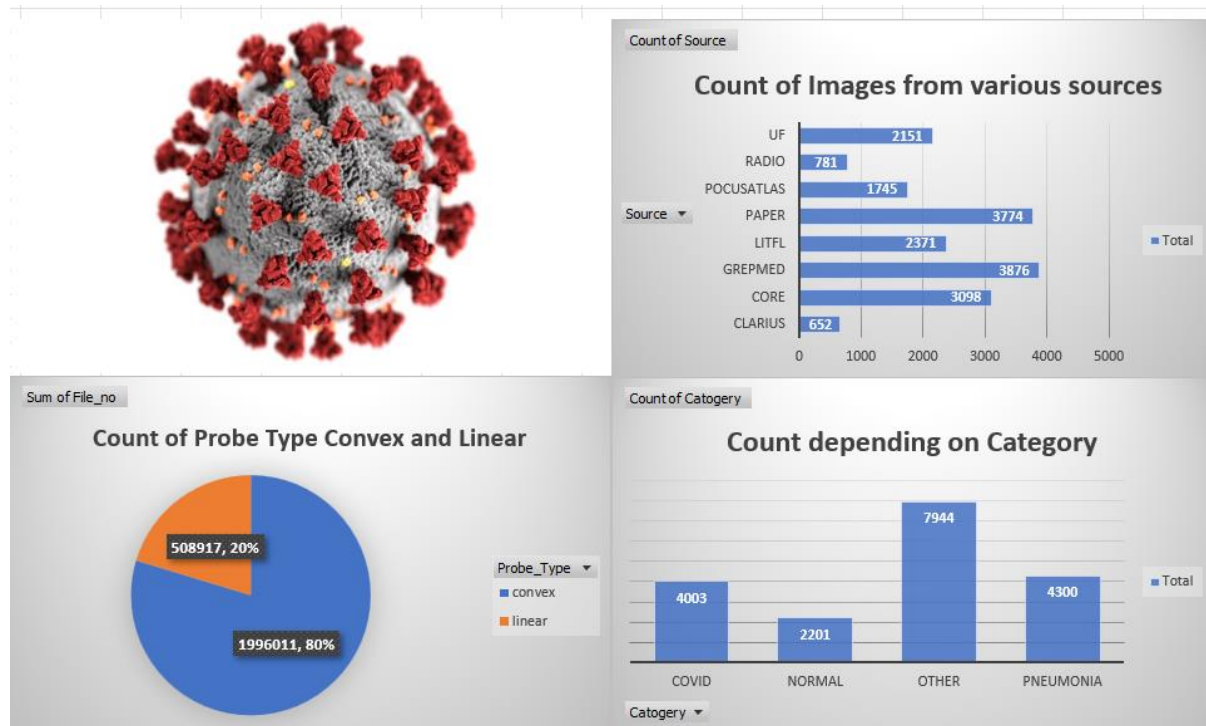 Count of Source
Count of Images from various sources
UF 2151
RADIO 781
POCUSATLAS 1745
Source
PAPER 3774
LITFL 2371
Total
GREPMED 3876
CORE 3098
CLARIUS 652
0 1000 2000 3000 4000 5000
Sum of File_no
Count of Probe Type Convex and Linear
508917, 20%
1996011, 80%
Probe_Type
convex
linear
Count of Catogery
Count depending on Category
4003 2201 7944 4300
Total
COVID NORMAL OTHER PNEUMONIA
Catogery